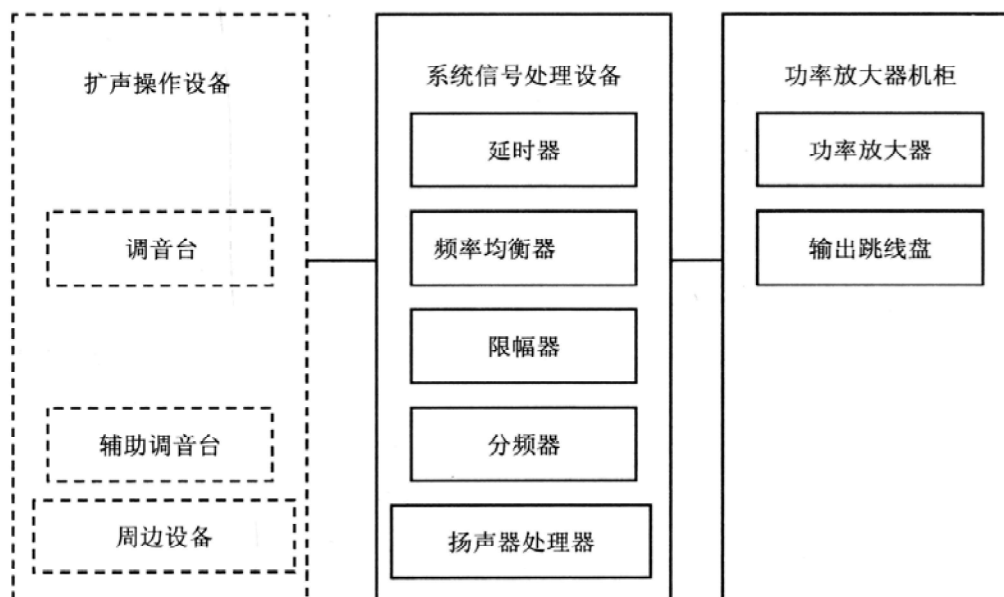 扩声操作设备
调音台
辅助调音台
周边设备
系统信号处理设备
延时器
频率均衡器
限幅器
分频器
扬声器处理器
功率放大器机柜
功率放大器
输出跳线盘